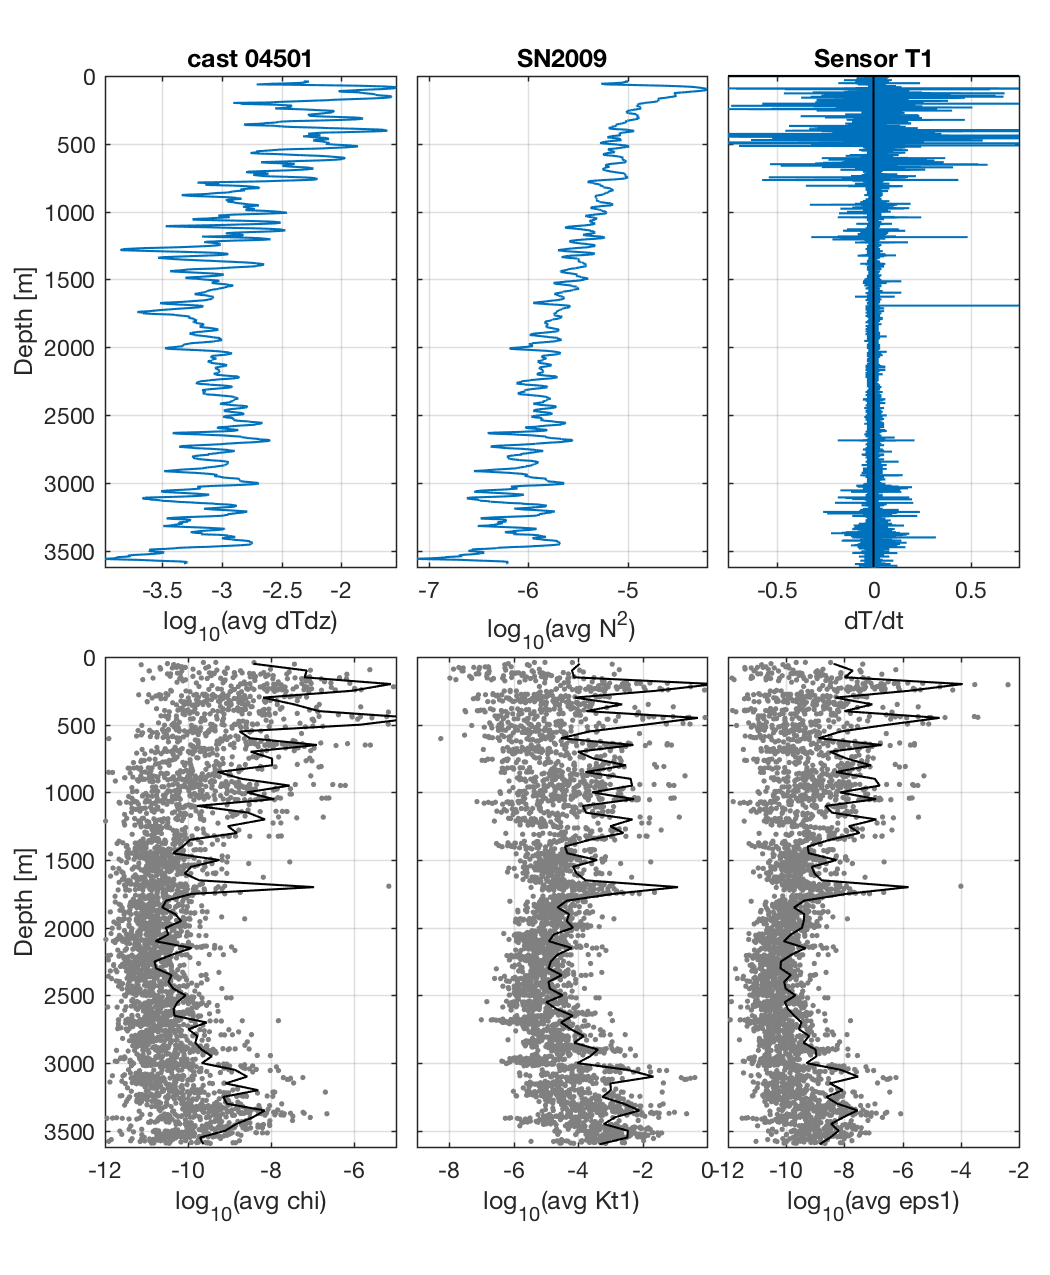 cast 04501 SN2009 Sensor T1
0
500
1000
1500
2000
2500
3000
3500
Depth [m]
-3.5 -3 -2.5 -2 -7 -6 -5 -0.5 0 0.5
log10(avg dTdz) log10(avg N2) dT/dt
0
500
1000
1500
2000
2500
3000
3500
Depth [m]
-12 -10 -8 -6 -8 -6 -4 -2 0 -12 -10 -8 -6 -4 -2
log10(avg chi) log10(avg Kt1) log10(avg eps1)